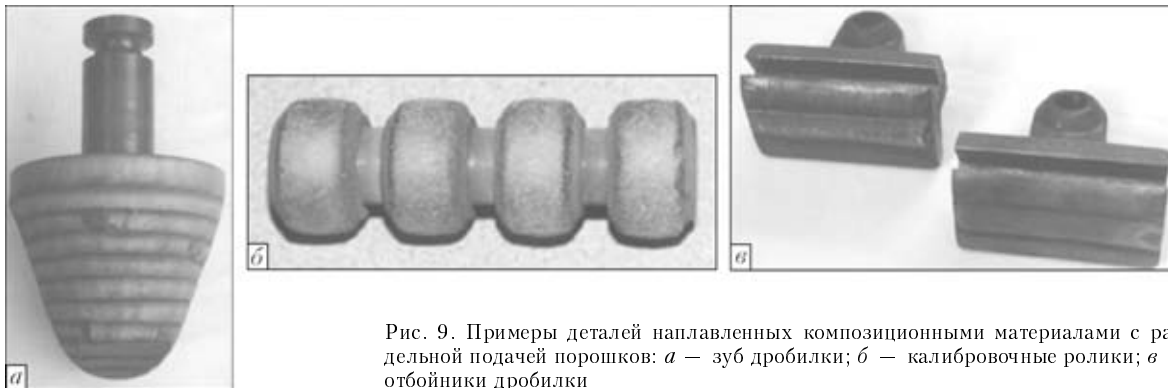 а
б
в
Рис. 9. Примеры деталей наплавленных композиционными материалами с ра
дельной подачей порошков: а — зуб дробилки; б — калибровочные ролики; в
отбойники дробилки